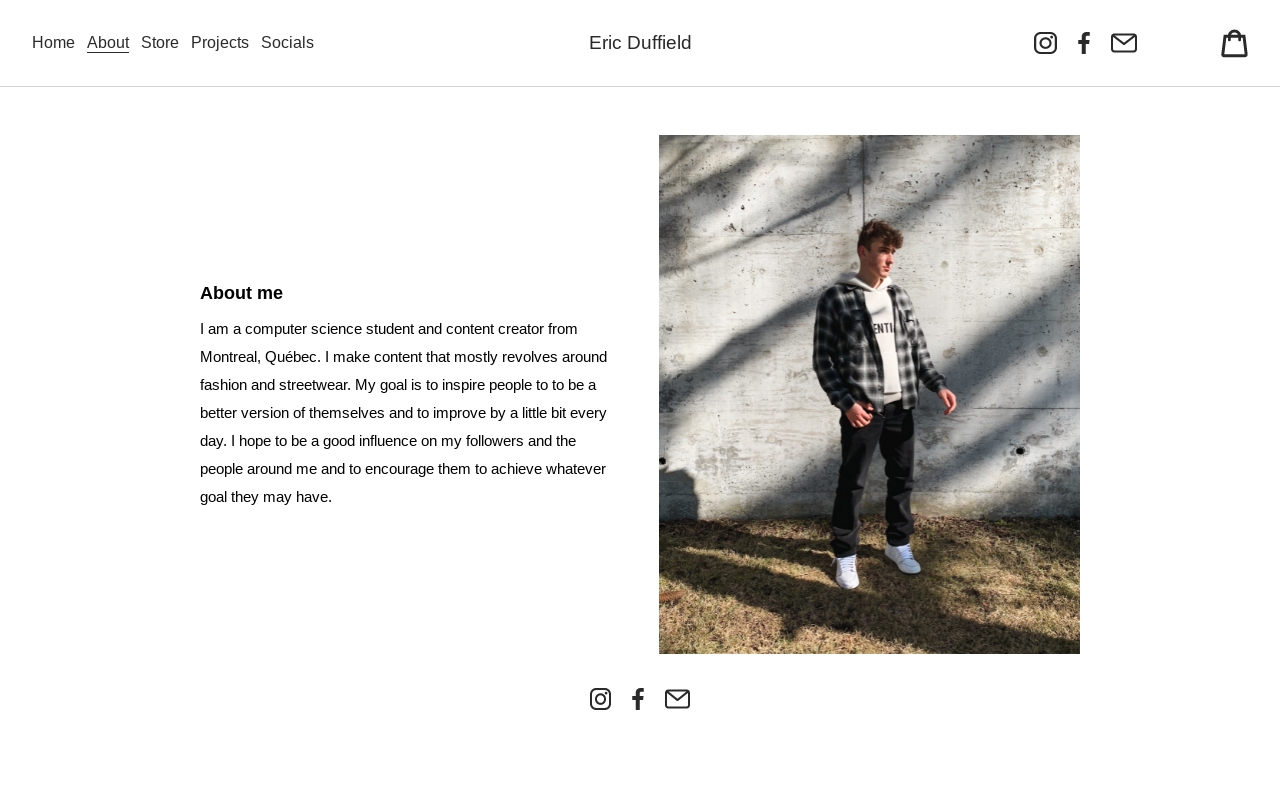 Home About Store Projects Socials
Eric Duffield
About me
I am a computer science student and content creator from
Montreal, Québec. I make content that mostly revolves around
fashion and streetwear. My goal is to inspire people to to be a
better version of themselves and to improve by a little bit every
day. I hope to be a good influence on my followers and the
people around me and to encourage them to achieve whatever
goal they may have.
ENTI